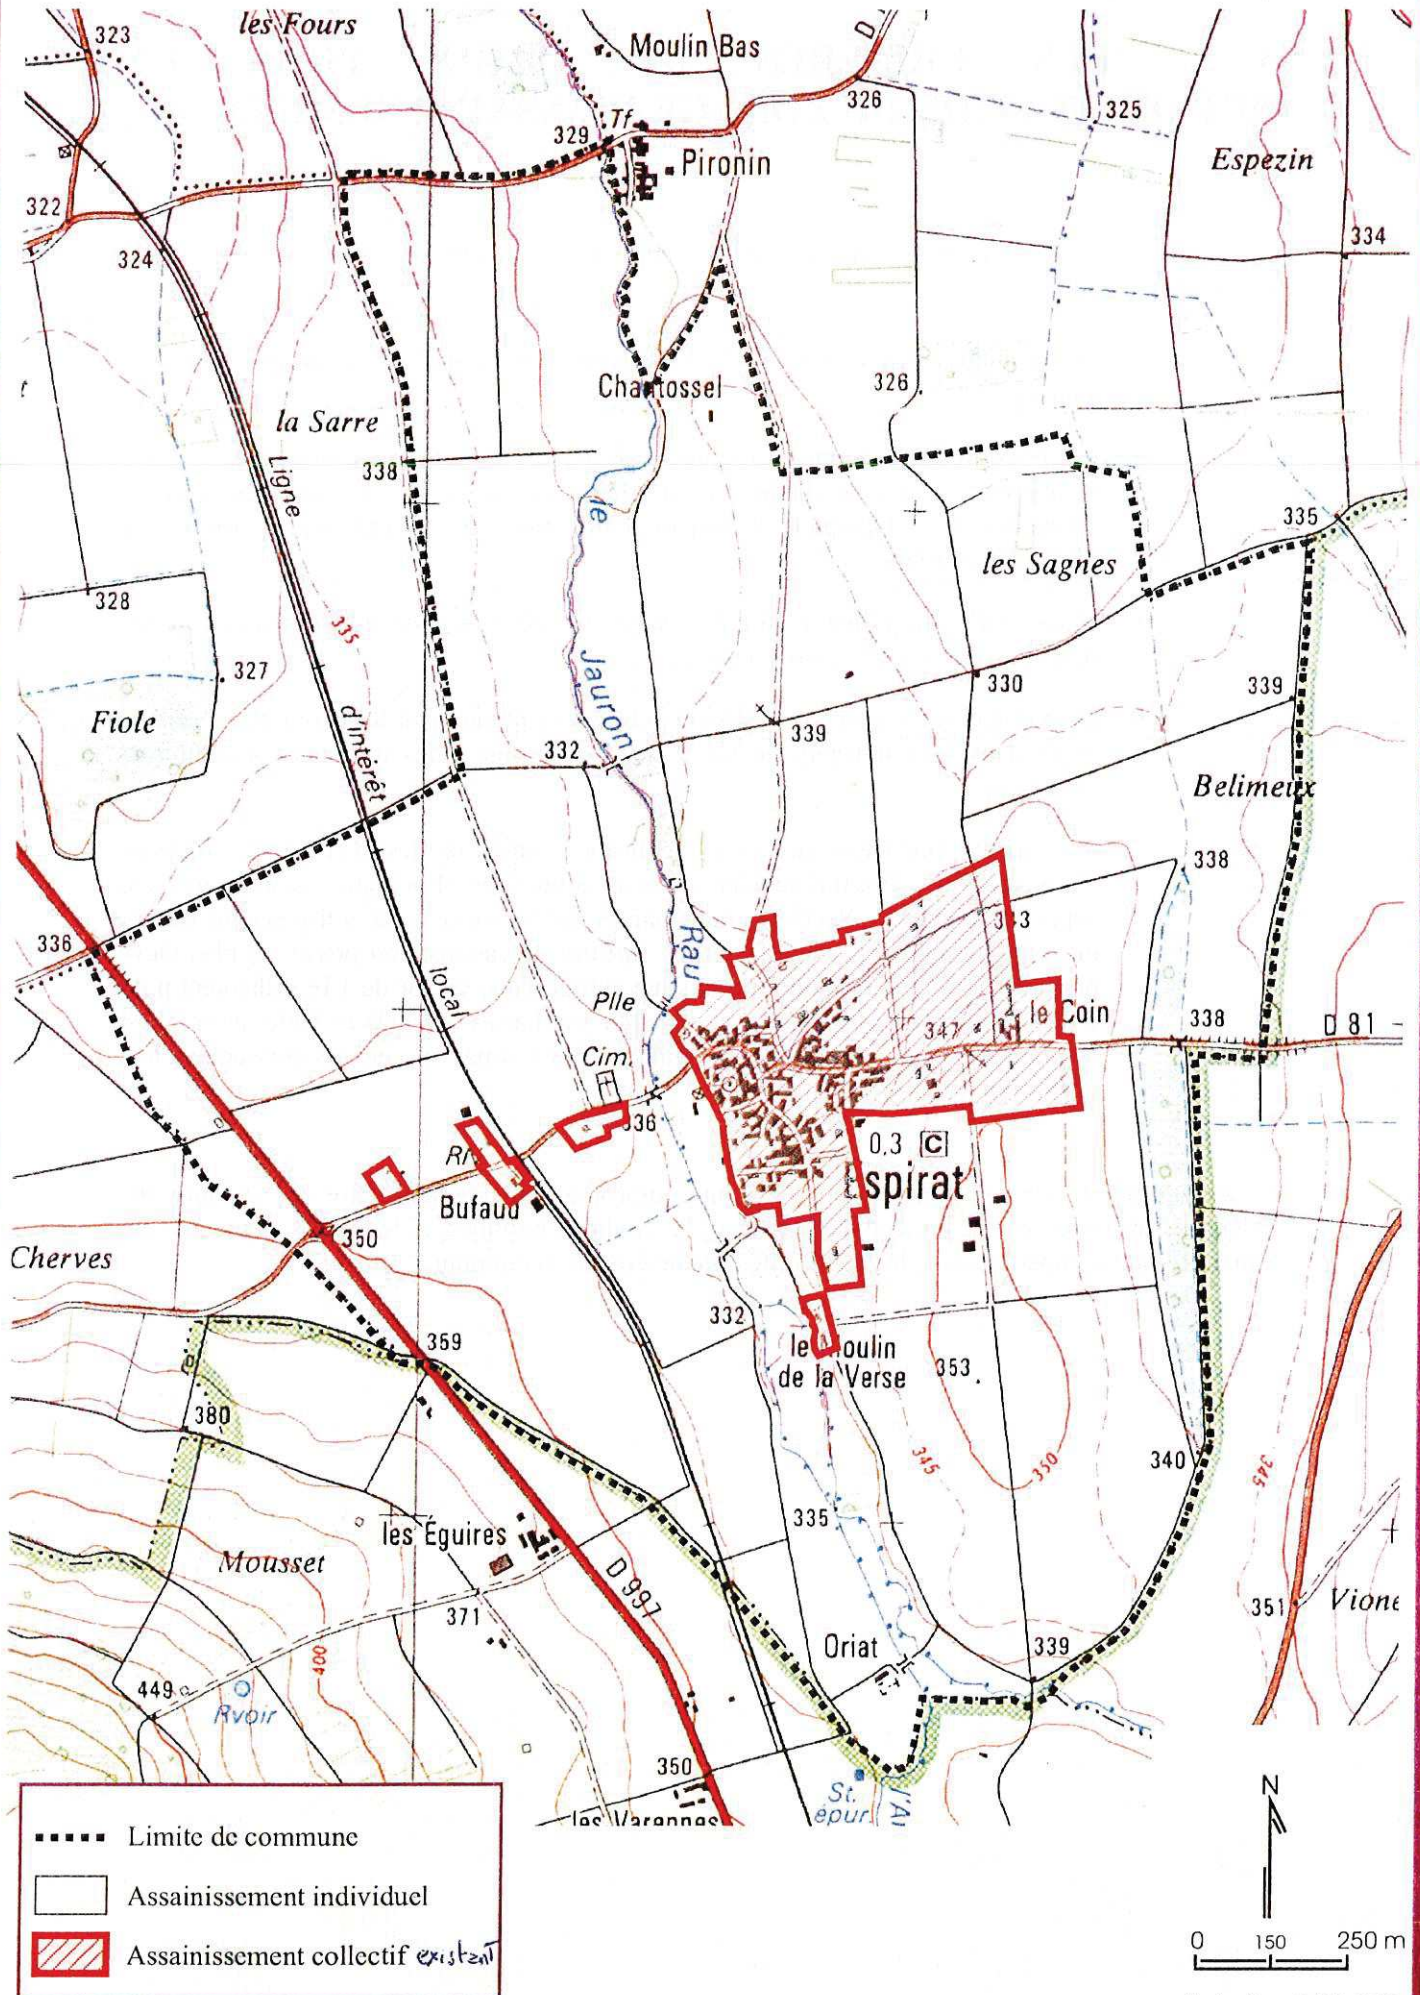 les Fours
323
Moulin Bas
D
326
325
329
Tf
Pironin
Espezin
322
324
334
Chantossel
326
la Sarre
338
Ligne
le
335
les Sagnes
328
335
327
Jauron
330
339
Fiole
d'intérêt
332
339
Belimeux
338
343
336
Rau
local
Plle
le Coin
347
338
D 81
Cim.
336
0,3 C
Espirat
Bufaud
350
Cherves
332
359
le Moulin
de la Verse
353
380
345
350
340
345
335
les Eguires
Mousset
D 997
371
351
Oriat
339
400
449
Rvoir
350
St.
épur.
les Varennes
N
Limite de commune
Assainissement individuel
Assainissement collectif existant
0 150 250 m